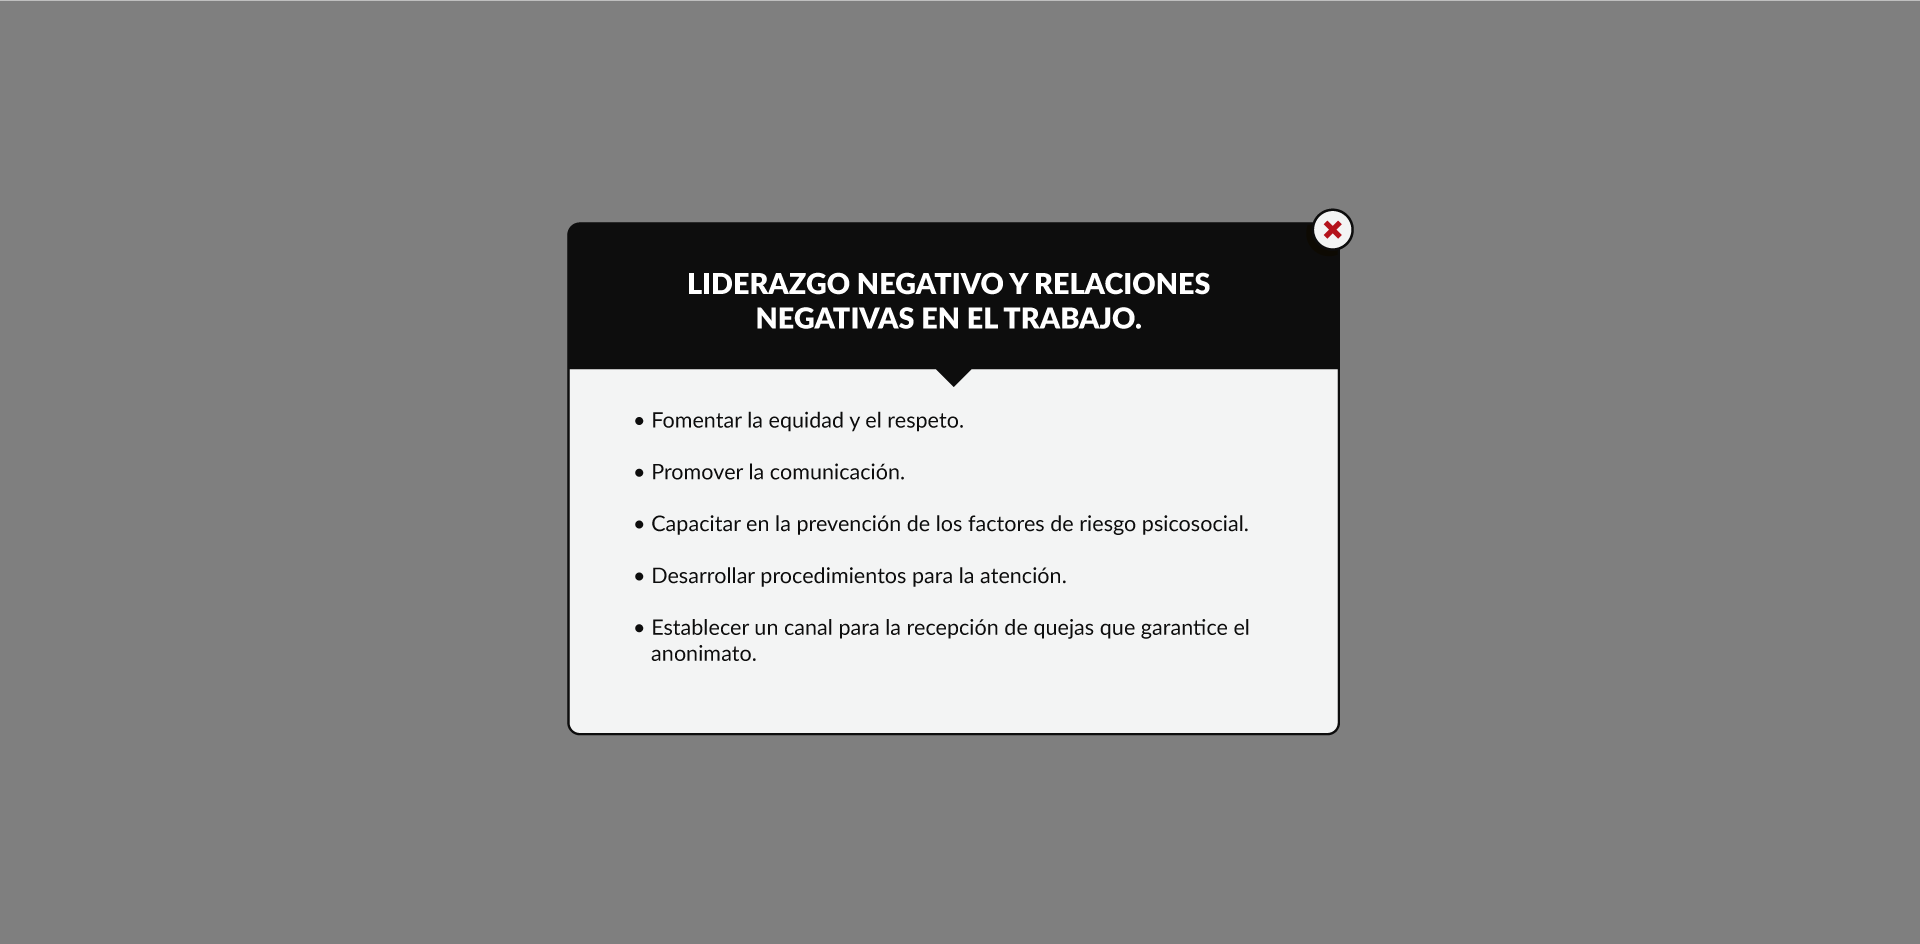 LIDERAZGO NEGATIVO Y RELACIONES
NEGATIVAS EN EL TRABAJO.
• Fomentar la equidad y el respeto.
• Promover la comunicación.
• Capacitar en la prevención de los factores de riesgo psicosocial.
• Desarrollar procedimientos para la atención.
• Establecer un canal para la recepción de quejas que garantice el
anonimato.